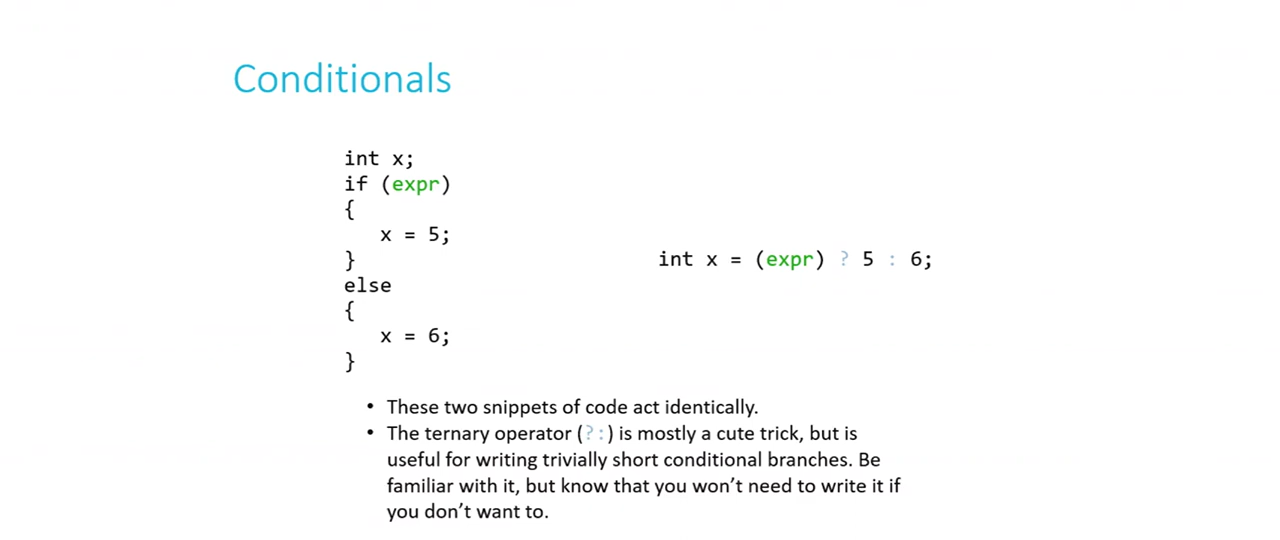 Conditionals
int x;
if (expr)
{
x = 5;
}
else
{
x = 6;
}
int x = (expr) ? 5 : 6;
• These two snippets of code act identically.
• The ternary operator (?:) is mostly a cute trick, but is
useful for writing trivially short conditional branches. Be
familiar with it, but know that you won’t need to write it if
you don’t want to.